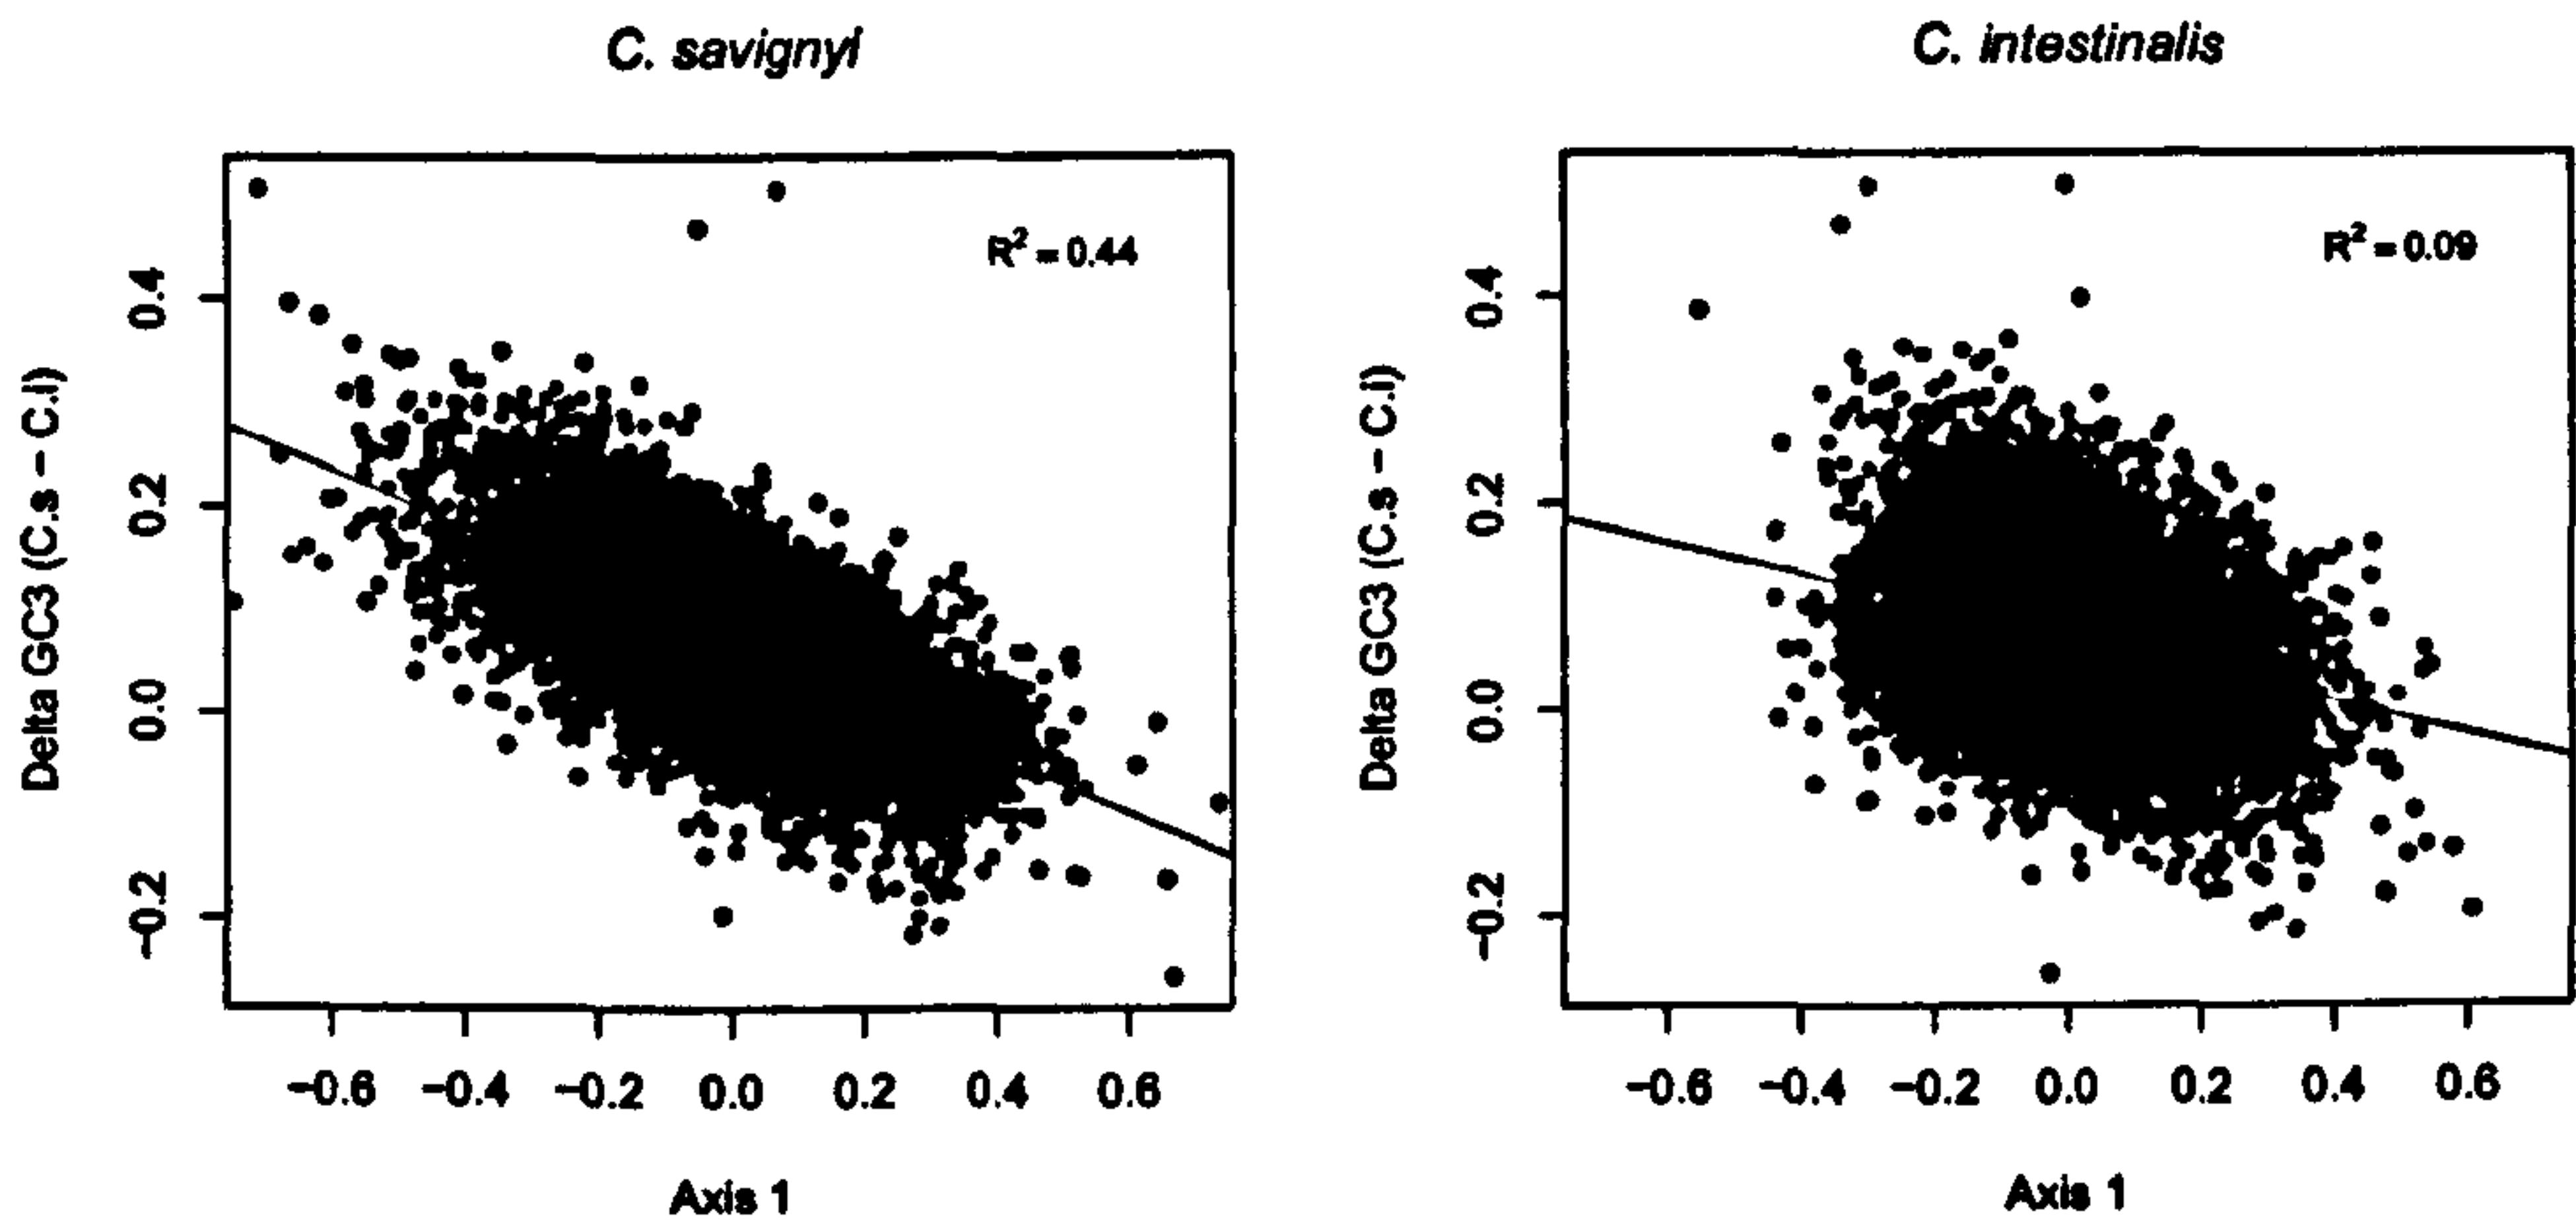 C. savignyi
Delta GC3 (C.s – C.i)
0.4
0.2
0.0
−0.2
R² = 0.44
−0.6 −0.4 −0.2 0.0 0.2 0.4 0.6
Axis 1
C. intestinalis
Delta GC3 (C.s – C.i)
0.4
0.2
0.0
−0.2
R² = 0.09
−0.6 −0.4 −0.2 0.0 0.2 0.4 0.6
Axis 1